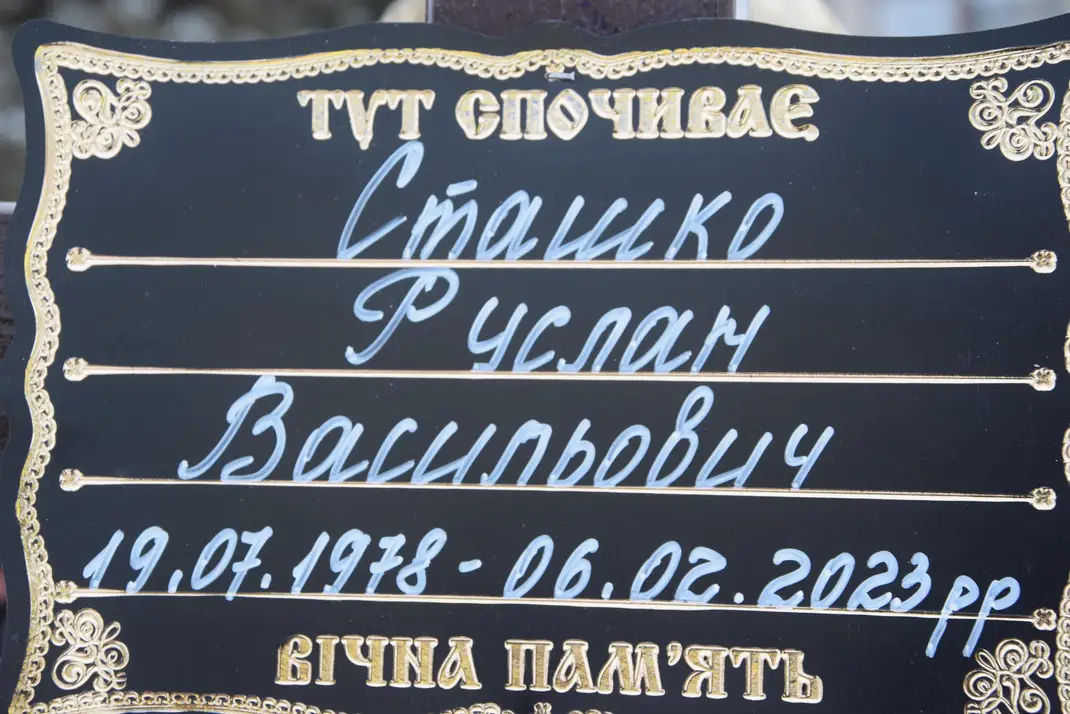 ТУТ СПОЧИВАЄ
Сташко
Руслан
Васильович
19.07.1978 - 06.02.2023 рр
ВІЧНА ПАМ'ЯТЬ